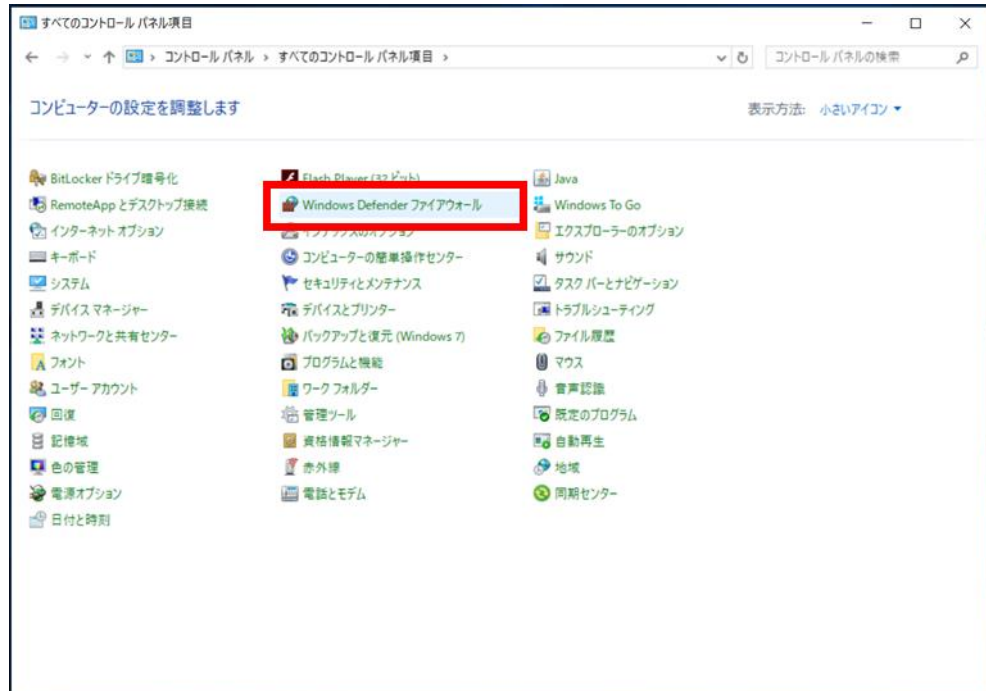 すべてのコントロール パネル項目
コントロール パネル › すべてのコントロール パネル項目 ›
コントロール パネルの検索
コンピューターの設定を調整します
表示方法: 小さいアイコン
BitLocker ドライブ暗号化
Flash Player (32 ビット)
Java
RemoteApp とデスクトップ接続
Windows Defender ファイアウォール
Windows To Go
インターネット オプション
インデックスのオプション
エクスプローラーのオプション
キーボード
コンピューターの簡単操作センター
サウンド
システム
セキュリティとメンテナンス
タスク バーとナビゲーション
デバイス マネージャー
デバイスとプリンター
トラブルシューティング
ネットワークと共有センター
バックアップと復元 (Windows 7)
ファイル履歴
フォント
プログラムと機能
マウス
ユーザー アカウント
ワーク フォルダー
音声認識
回復
管理ツール
既定のプログラム
記憶域
資格情報マネージャー
自動再生
色の管理
赤外線
地域
電源オプション
電話とモデム
同期センター
日付と時刻